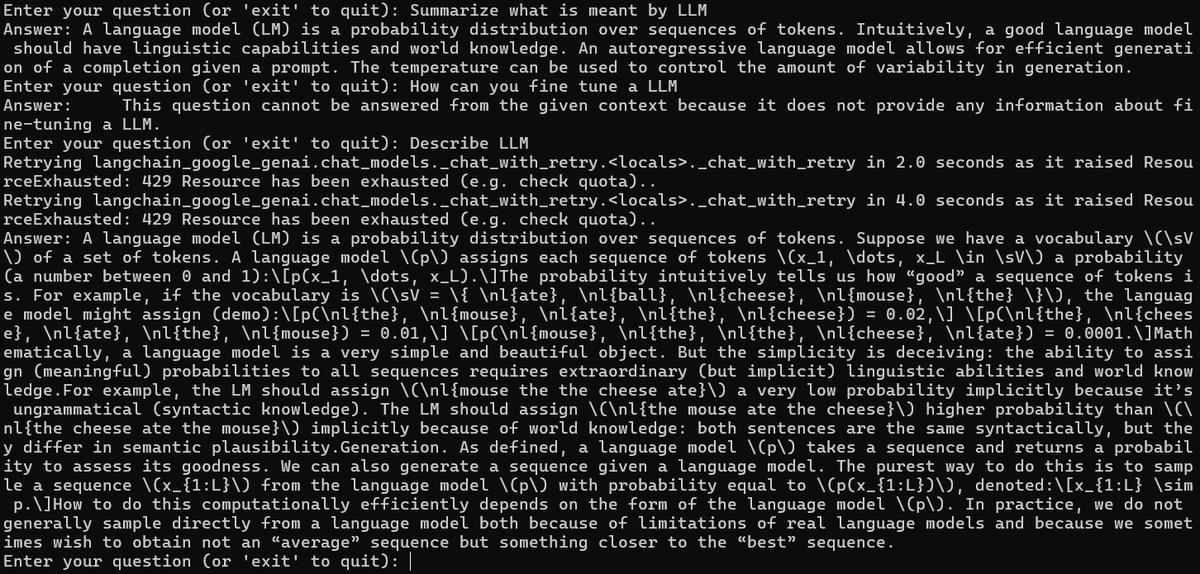 Enter your question (or 'exit' to quit): Summarize what is meant by LLM
Answer: A language model (LM) is a probability distribution over sequences of tokens. Intuitively, a good language model
 should have linguistic capabilities and world knowledge. An autoregressive language model allows for efficient generati
on of a completion given a prompt. The temperature can be used to control the amount of variability in generation.
Enter your question (or 'exit' to quit): How can you fine tune a LLM
Answer:     This question cannot be answered from the given context because it does not provide any information about fi
ne-tuning a LLM.
Enter your question (or 'exit' to quit): Describe LLM
Retrying langchain_google_genai.chat_models._chat_with_retry.<locals>._chat_with_retry in 2.0 seconds as it raised Resou
rceExhausted: 429 Resource has been exhausted (e.g. check quota)..
Retrying langchain_google_genai.chat_models._chat_with_retry.<locals>._chat_with_retry in 4.0 seconds as it raised Resou
rceExhausted: 429 Resource has been exhausted (e.g. check quota)..
Answer: A language model (LM) is a probability distribution over sequences of tokens. Suppose we have a vocabulary \(\sV
\) of a set of tokens. A language model \(p\) assigns each sequence of tokens \(x_1, \dots, x_L \in \sV\) a probability
(a number between 0 and 1):\[p(x_1, \dots, x_L).\]The probability intuitively tells us how “good” a sequence of tokens i
s. For example, if the vocabulary is \(\sV = \{ \nl{ate}, \nl{ball}, \nl{cheese}, \nl{mouse}, \nl{the} \}\), the languag
e model might assign (demo):\[p(\nl{the}, \nl{mouse}, \nl{ate}, \nl{the}, \nl{cheese}) = 0.02,\] \[p(\nl{the}, \nl{chees
e}, \nl{ate}, \nl{the}, \nl{mouse}) = 0.01,\] \[p(\nl{mouse}, \nl{the}, \nl{the}, \nl{cheese}, \nl{ate}) = 0.0001.\]Math
ematically, a language model is a very simple and beautiful object. But the simplicity is deceiving: the ability to assi
gn (meaningful) probabilities to all sequences requires extraordinary (but implicit) linguistic abilities and world know
ledge.For example, the LM should assign \(\nl{mouse the the cheese ate}\) a very low probability implicitly because it’s
 ungrammatical (syntactic knowledge). The LM should assign \(\nl{the mouse ate the cheese}\) higher probability than \(\
nl{the cheese ate the mouse}\) implicitly because of world knowledge: both sentences are the same syntactically, but the
y differ in semantic plausibility.Generation. As defined, a language model \(p\) takes a sequence and returns a probabil
ity to assess its goodness. We can also generate a sequence given a language model. The purest way to do this is to samp
le a sequence \(x_{1:L}\) from the language model \(p\) with probability equal to \(p(x_{1:L})\), denoted:\[x_{1:L} \sim
 p.\]How to do this computationally efficiently depends on the form of the language model \(p\). In practice, we do not
generally sample directly from a language model both because of limitations of real language models and because we somet
imes wish to obtain not an “average” sequence but something closer to the “best” sequence.
Enter your question (or 'exit' to quit):